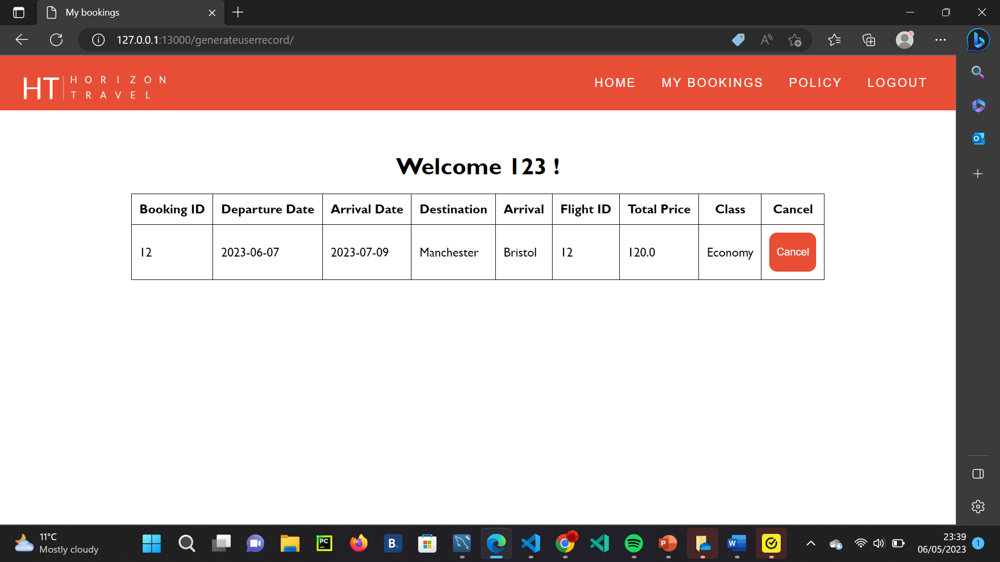 My bookings
127.0.0.1:13000/generateuserrecord/
HT HORIZON
TRAVEL
HOME MY BOOKINGS POLICY LOGOUT
Welcome 123 !
Booking ID Departure Date Arrival Date Destination Arrival Flight ID Total Price Class Cancel
12 2023-06-07 2023-07-09 Manchester Bristol 12 120.0 Economy Cancel
11°C
Mostly cloudy
PC
B.
P
W
23:39
06/05/2023
1